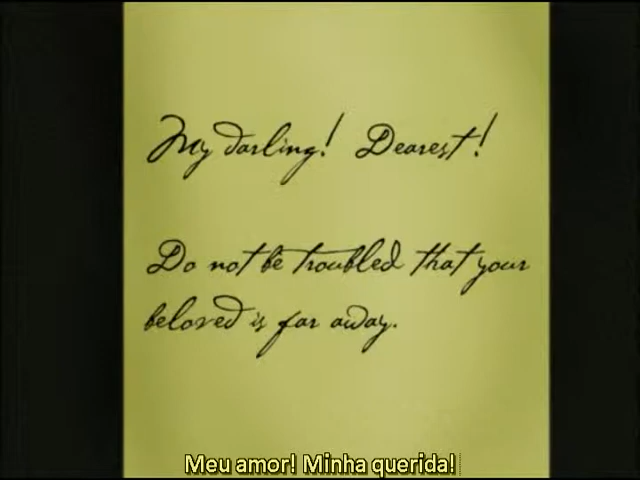 My darling! Dearest!
Do not be troubled that your
beloved is far away.
Meu amor! Minha querida!